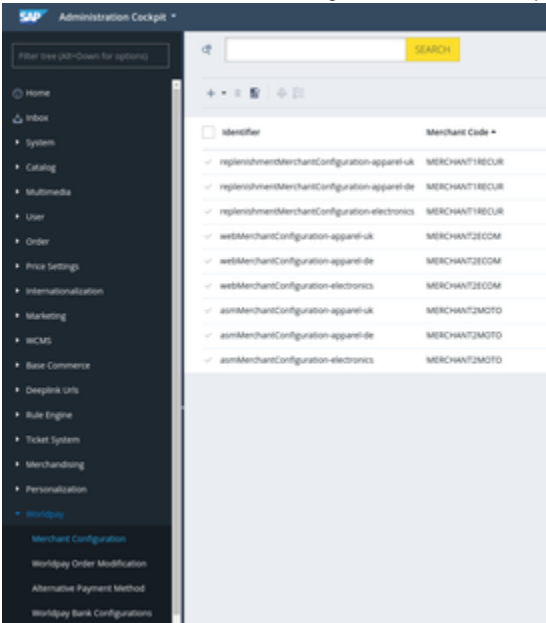 SAP Administration Cockpit
Filter tree (Alt+Down for options)
SEARCH
Home
Inbox
System
Catalog
Multimedia
User
Order
Price Settings
Internationalization
Marketing
WCMS
Base Commerce
Deeplink Urls
Rule Engine
Ticket System
Merchandising
Personalization
Worldpay
Merchant Configuration
Worldpay Order Modification
Alternative Payment Method
Worldpay Bank Configurations
Identifier Merchant Code
replenishmentMerchantConfiguration-apparel-uk MERCHANT1RECUR
replenishmentMerchantConfiguration-apparel-de MERCHANT1RECUR
replenishmentMerchantConfiguration-electronics MERCHANT1RECUR
webMerchantConfiguration-apparel-uk MERCHANT2ECOM
webMerchantConfiguration-apparel-de MERCHANT2ECOM
webMerchantConfiguration-electronics MERCHANT2ECOM
asmMerchantConfiguration-apparel-uk MERCHANT2MOTO
asmMerchantConfiguration-apparel-de MERCHANT2MOTO
asmMerchantConfiguration-electronics MERCHANT2MOTO